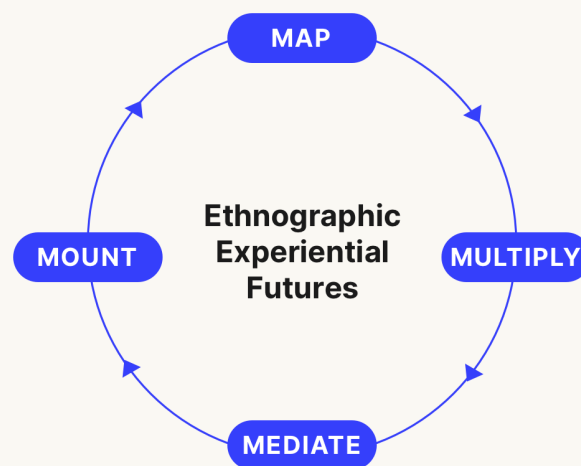 MAP
Ethnographic
Experiential
Futures
MOUNT
MULTIPLY
MEDIATE